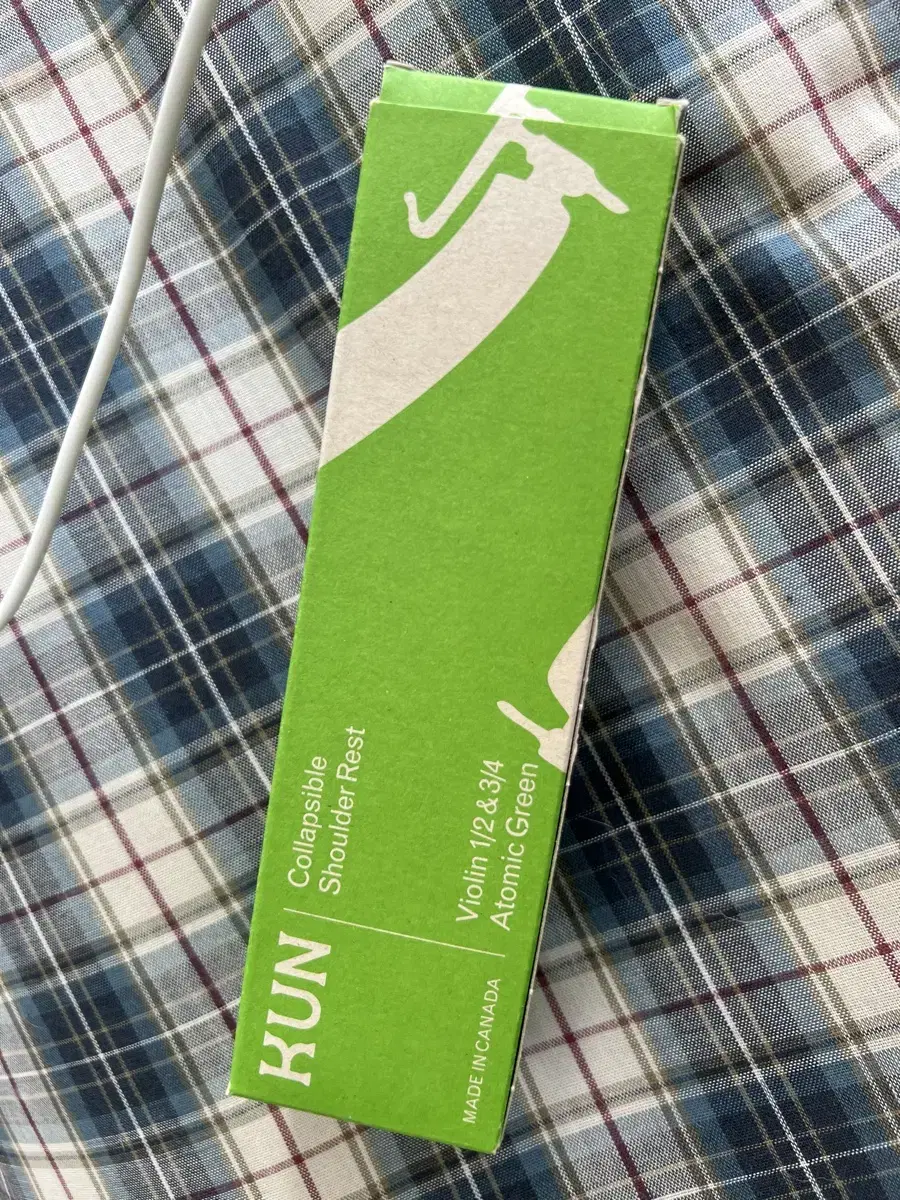 KUN
Collapsible
Shoulder Rest
Violin 1/2 & 3/4
Atomic Green
MADE IN CANADA